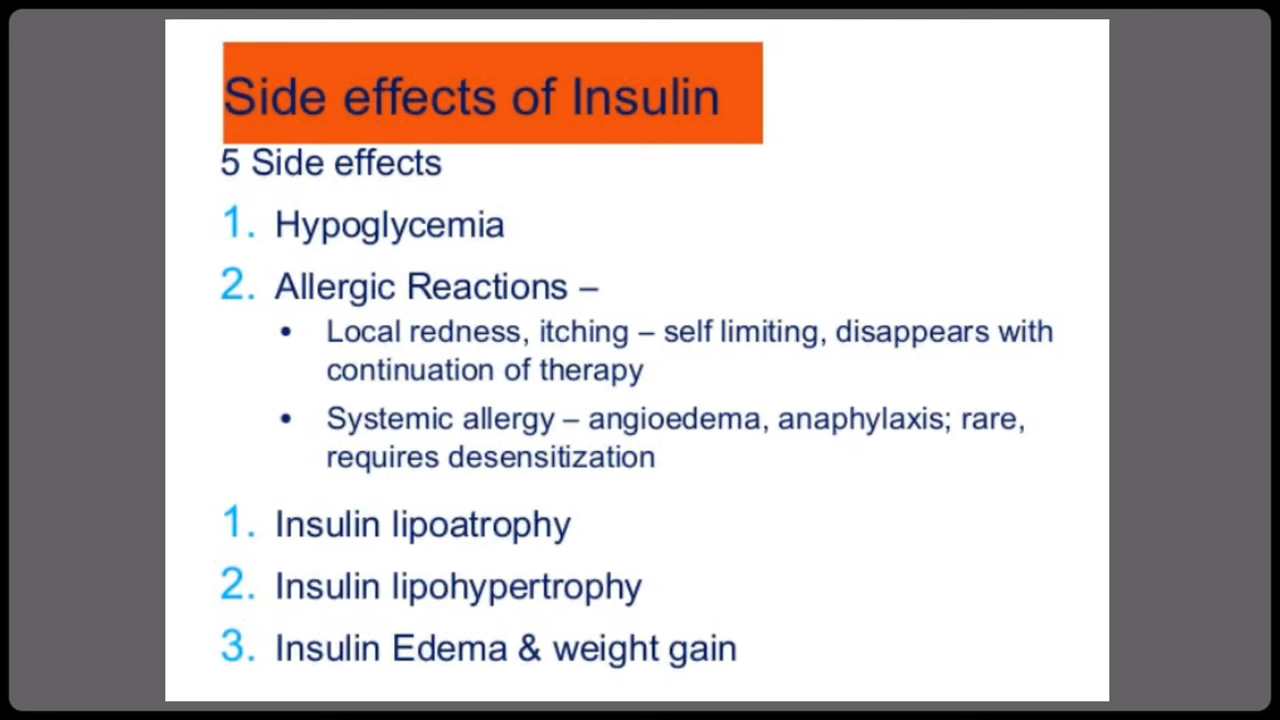 Side effects of Insulin
5 Side effects
1. Hypoglycemia
2. Allergic Reactions –
• Local redness, itching – self limiting, disappears with
continuation of therapy
• Systemic allergy – angioedema, anaphylaxis; rare,
requires desensitization
1. Insulin lipoatrophy
2. Insulin lipohypertrophy
3. Insulin Edema & weight gain